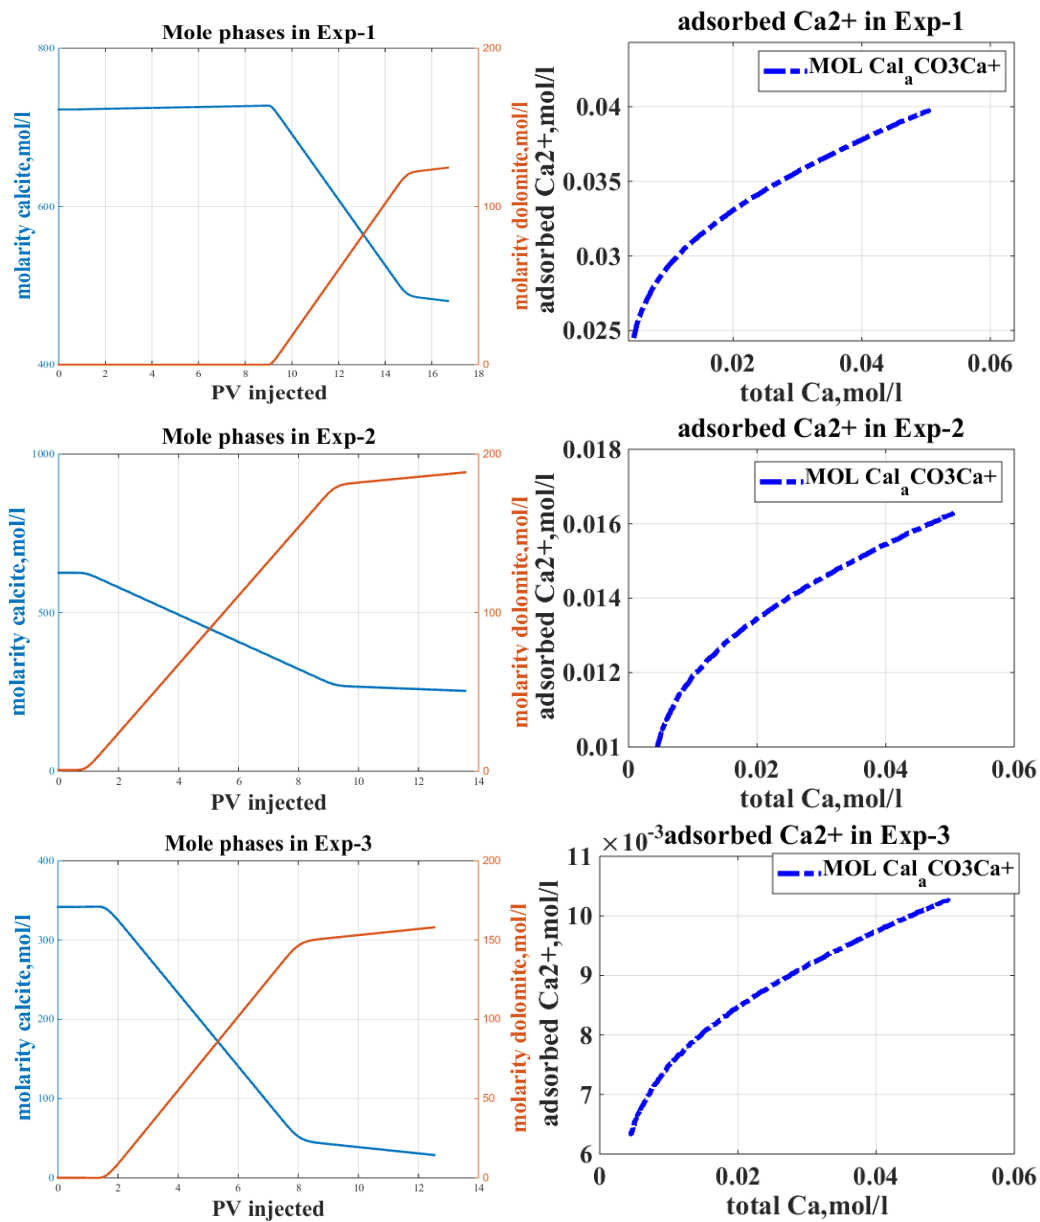 Mole phases in Exp-1
800
600
400
molarity calcite,mol/l
200
100
0
molarity dolomite,mol/l
0 2 4 6 8 10 12 14 16 18
PV injected
adsorbed Ca2+ in Exp-1
MOL Cal_aCO3Ca+
0.04
0.035
0.03
0.025
adsorbed Ca2+,mol/l
0.02 0.04 0.06
total Ca,mol/l
Mole phases in Exp-2
1000
500
0
molarity calcite,mol/l
200
100
0
molarity dolomite,mol/l
0 2 4 6 8 10 12 14
PV injected
adsorbed Ca2+ in Exp-2
MOL Cal_aCO3Ca+
0.018
0.016
0.014
0.012
0.01
adsorbed Ca2+,mol/l
0 0.02 0.04 0.06
total Ca,mol/l
Mole phases in Exp-3
400
300
200
100
0
molarity calcite,mol/l
200
150
100
50
0
molarity dolomite,mol/l
0 2 4 6 8 10 12 14
PV injected
×10-3 adsorbed Ca2+ in Exp-3
MOL Cal_aCO3Ca+
11
10
9
8
7
6
adsorbed Ca2+,mol/l
0 0.02 0.04 0.06
total Ca,mol/l